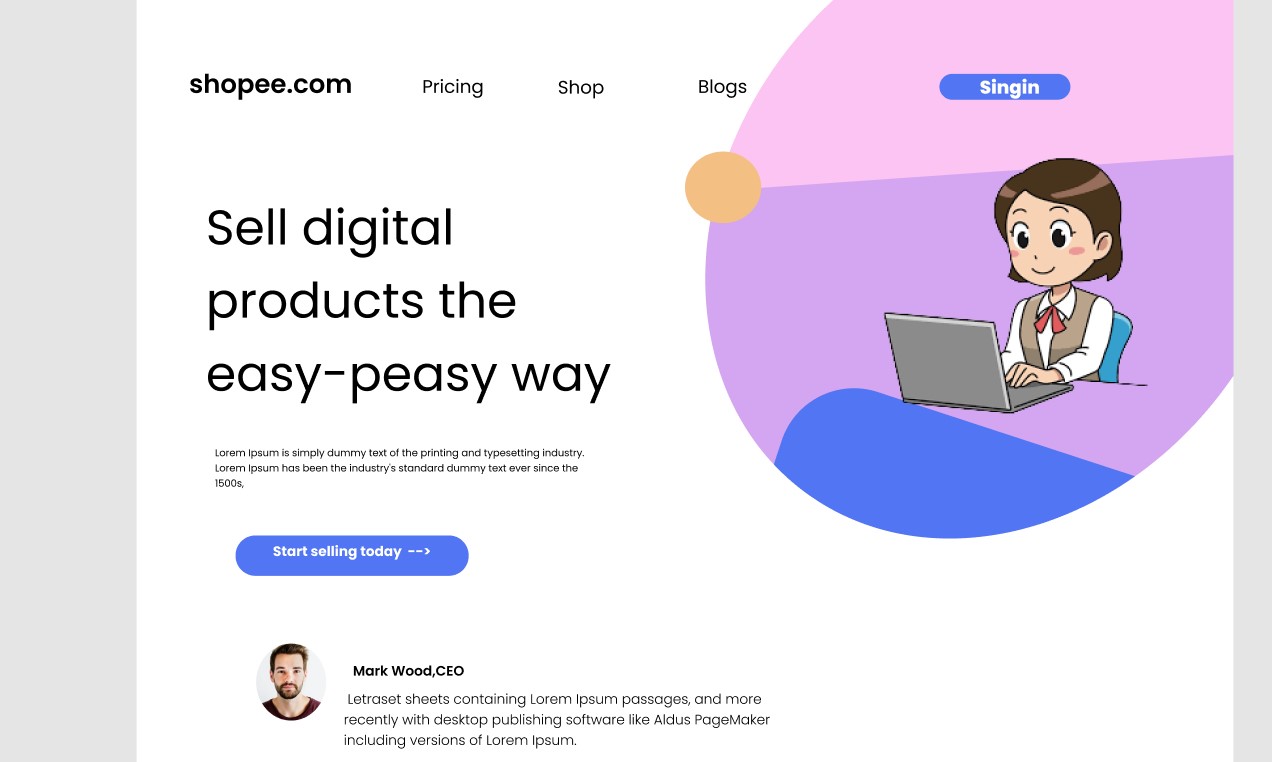 shopee.com Pricing Shop Blogs Singin
Sell digital
products the
easy-peasy way
Lorem Ipsum is simply dummy text of the printing and typesetting industry.
Lorem Ipsum has been the industry's standard dummy text ever since the
1500s,
Start selling today -->
Mark Wood,CEO
Letraset sheets containing Lorem Ipsum passages, and more
recently with desktop publishing software like Aldus PageMaker
including versions of Lorem Ipsum.